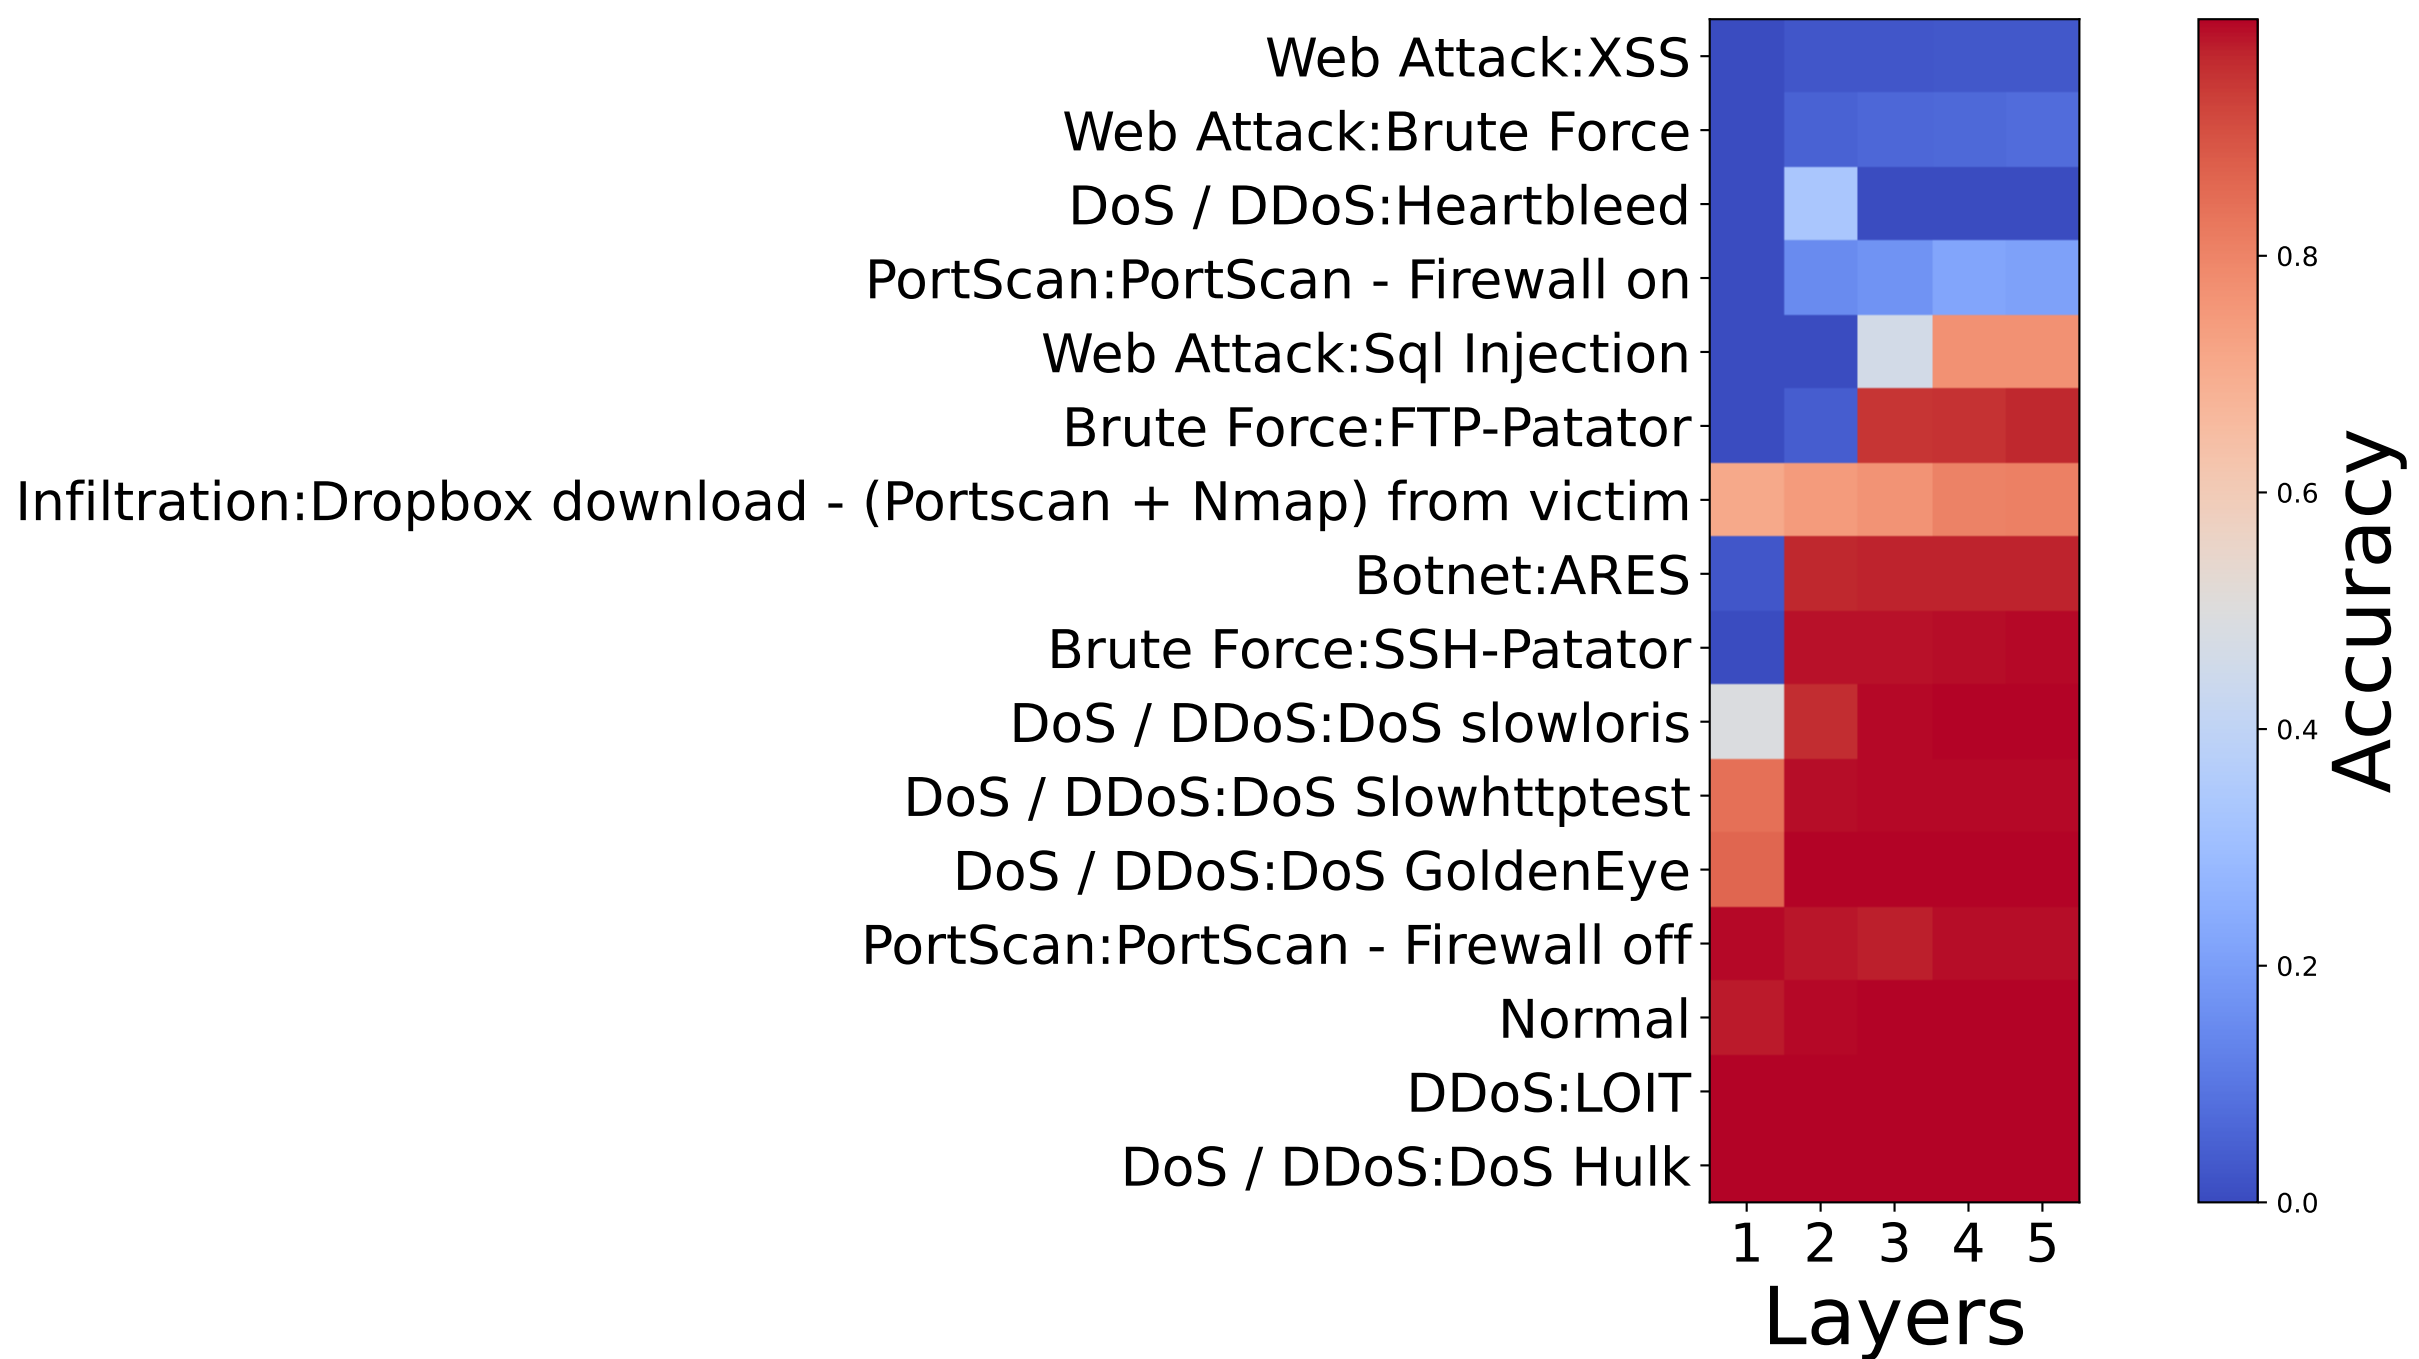 Web Attack:XSS
Web Attack:Brute Force
DoS / DDoS:Heartbleed
PortScan:PortScan - Firewall on
Web Attack:Sql Injection
Brute Force:FTP-Patator
Infiltration:Dropbox download - (Portscan + Nmap) from victim
Botnet:ARES
Brute Force:SSH-Patator
DoS / DDoS:DoS slowloris
DoS / DDoS:DoS Slowhttptest
DoS / DDoS:DoS GoldenEye
PortScan:PortScan - Firewall off
Normal
DDoS:LOIT
DoS / DDoS:DoS Hulk
1 2 3 4 5
Layers
0.8
0.6
0.4
0.2
0.0
Accuracy